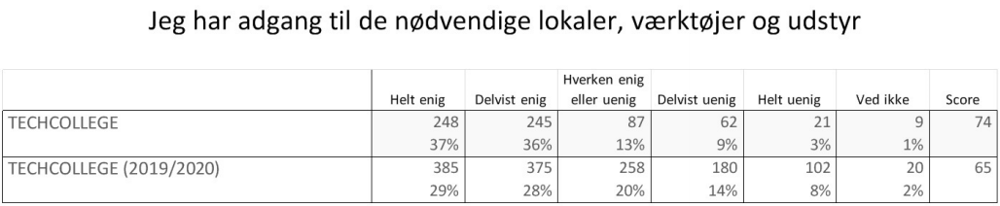 Jeg har adgang til de nødvendige lokaler, værktøjer og udstyr
Helt enig Delvist enig Hverken enig eller uenig Delvist uenig Helt uenig Ved ikke Score
TECHCOLLEGE 248 245 87 62 21 9 74
37% 36% 13% 9% 3% 1%
TECHCOLLEGE (2019/2020) 385 375 258 180 102 20 65
29% 28% 20% 14% 8% 2%